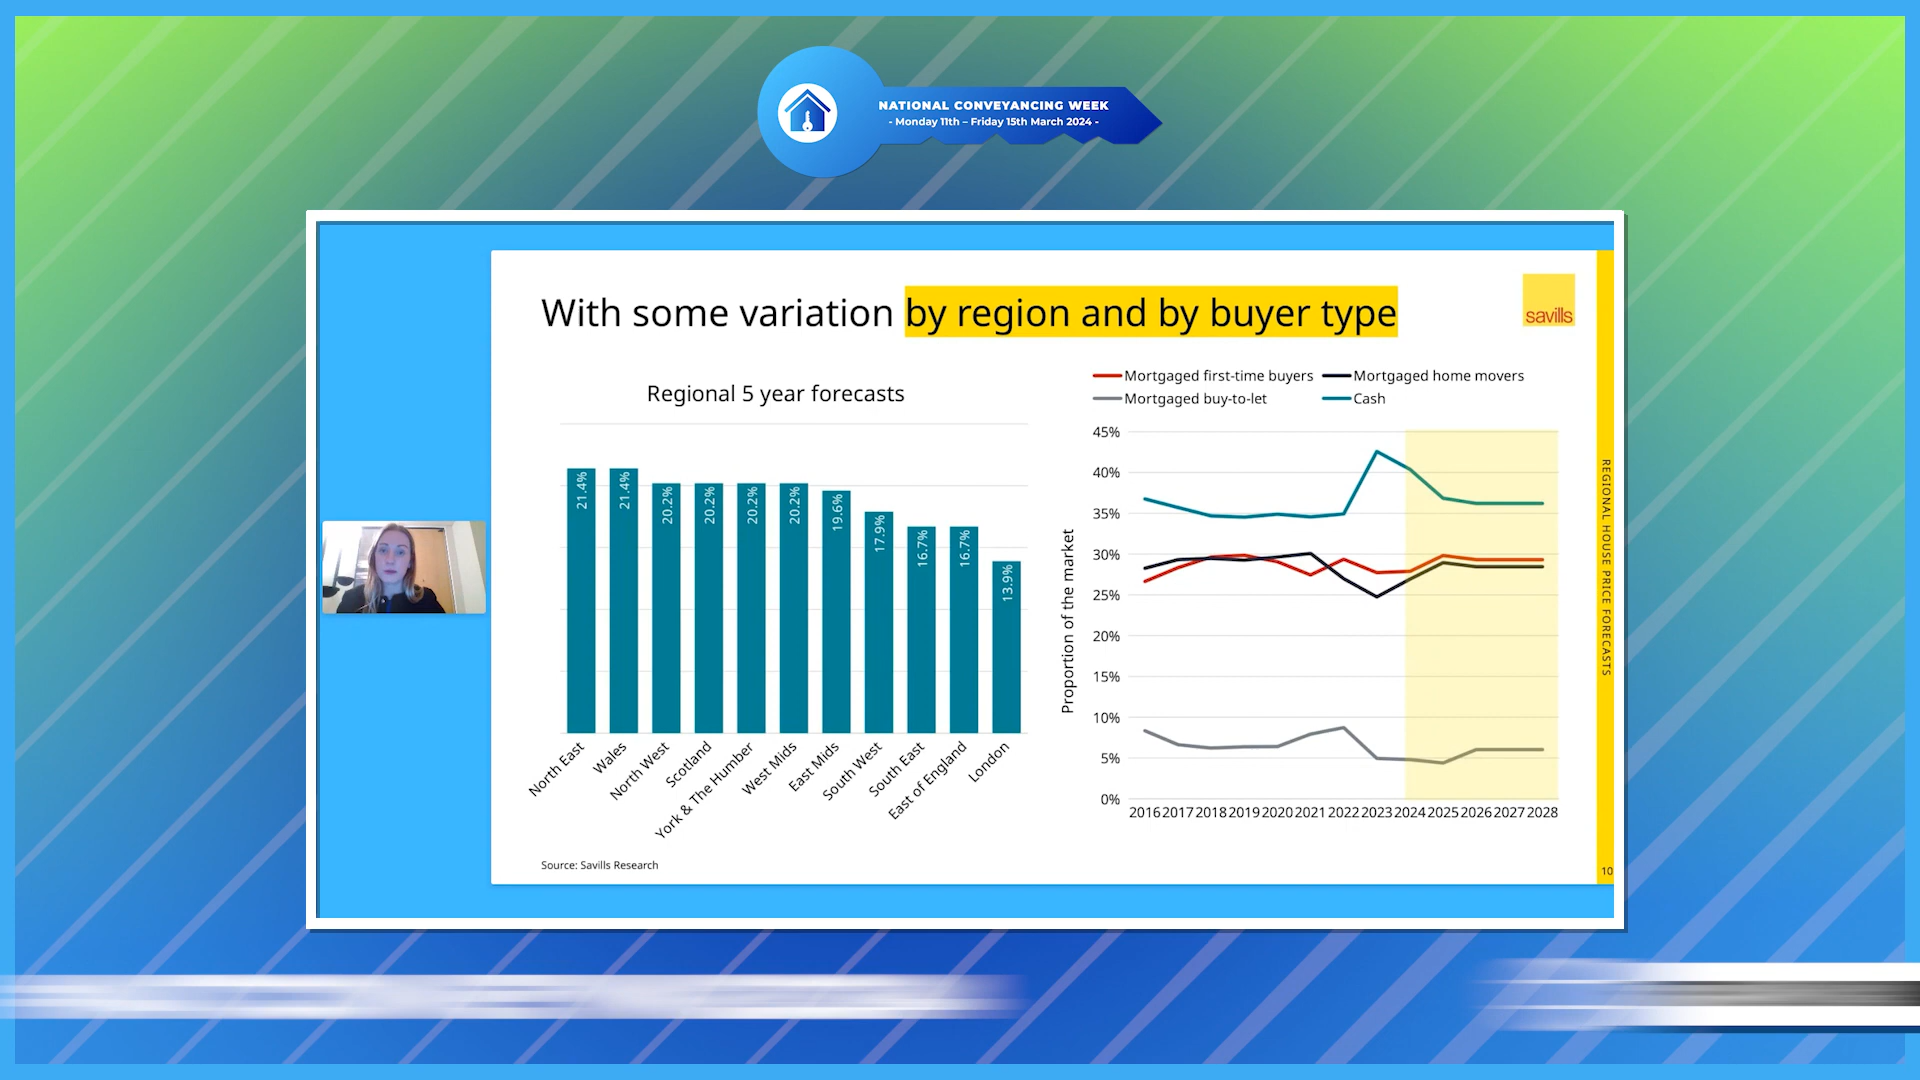 NATIONAL CONVEYANCING WEEK
- Monday 11th – Friday 15th March 2024 -
With some variation by region and by buyer type
savills
Regional 5 year forecasts
21.4%
21.4%
20.2%
20.2%
20.2%
20.2%
19.6%
17.9%
16.7%
16.7%
13.9%
North East
Wales
North West
Scotland
York & The Humber
West Mids
East Mids
South West
South East
East of England
London
Source: Savills Research
Mortgaged first-time buyers
Mortgaged home movers
Mortgaged buy-to-let
Cash
Proportion of the market
45%
40%
35%
30%
25%
20%
15%
10%
5%
0%
2016 2017 2018 2019 2020 2021 2022 2023 2024 2025 2026 2027 2028
REGIONAL HOUSE PRICE FORECASTS
10